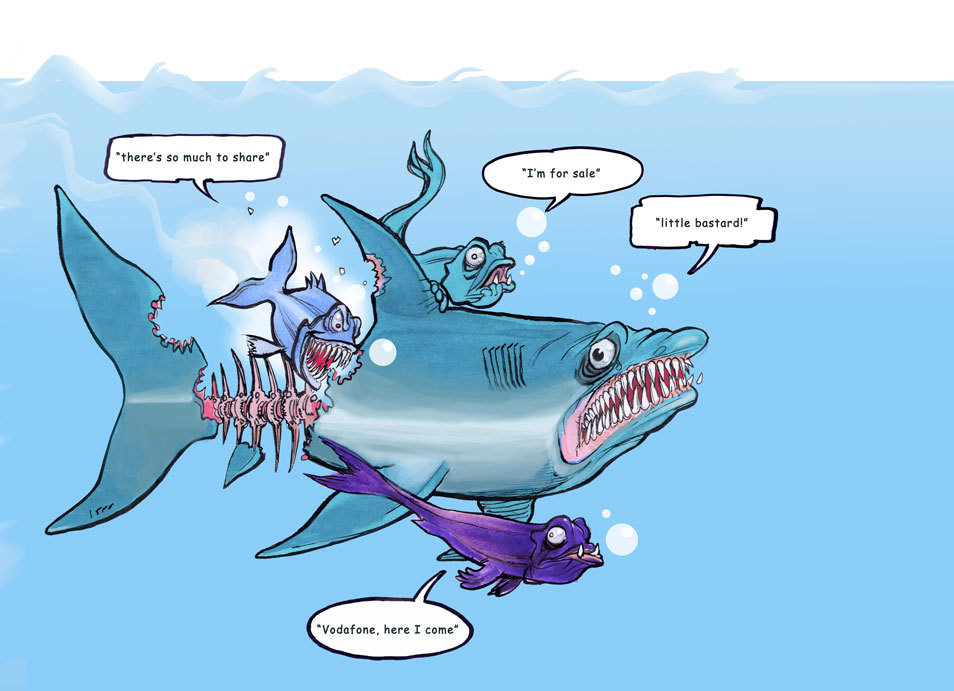 “there’s so much to share”
“I’m for sale”
“little bastard!”
“Vodafone, here I come”